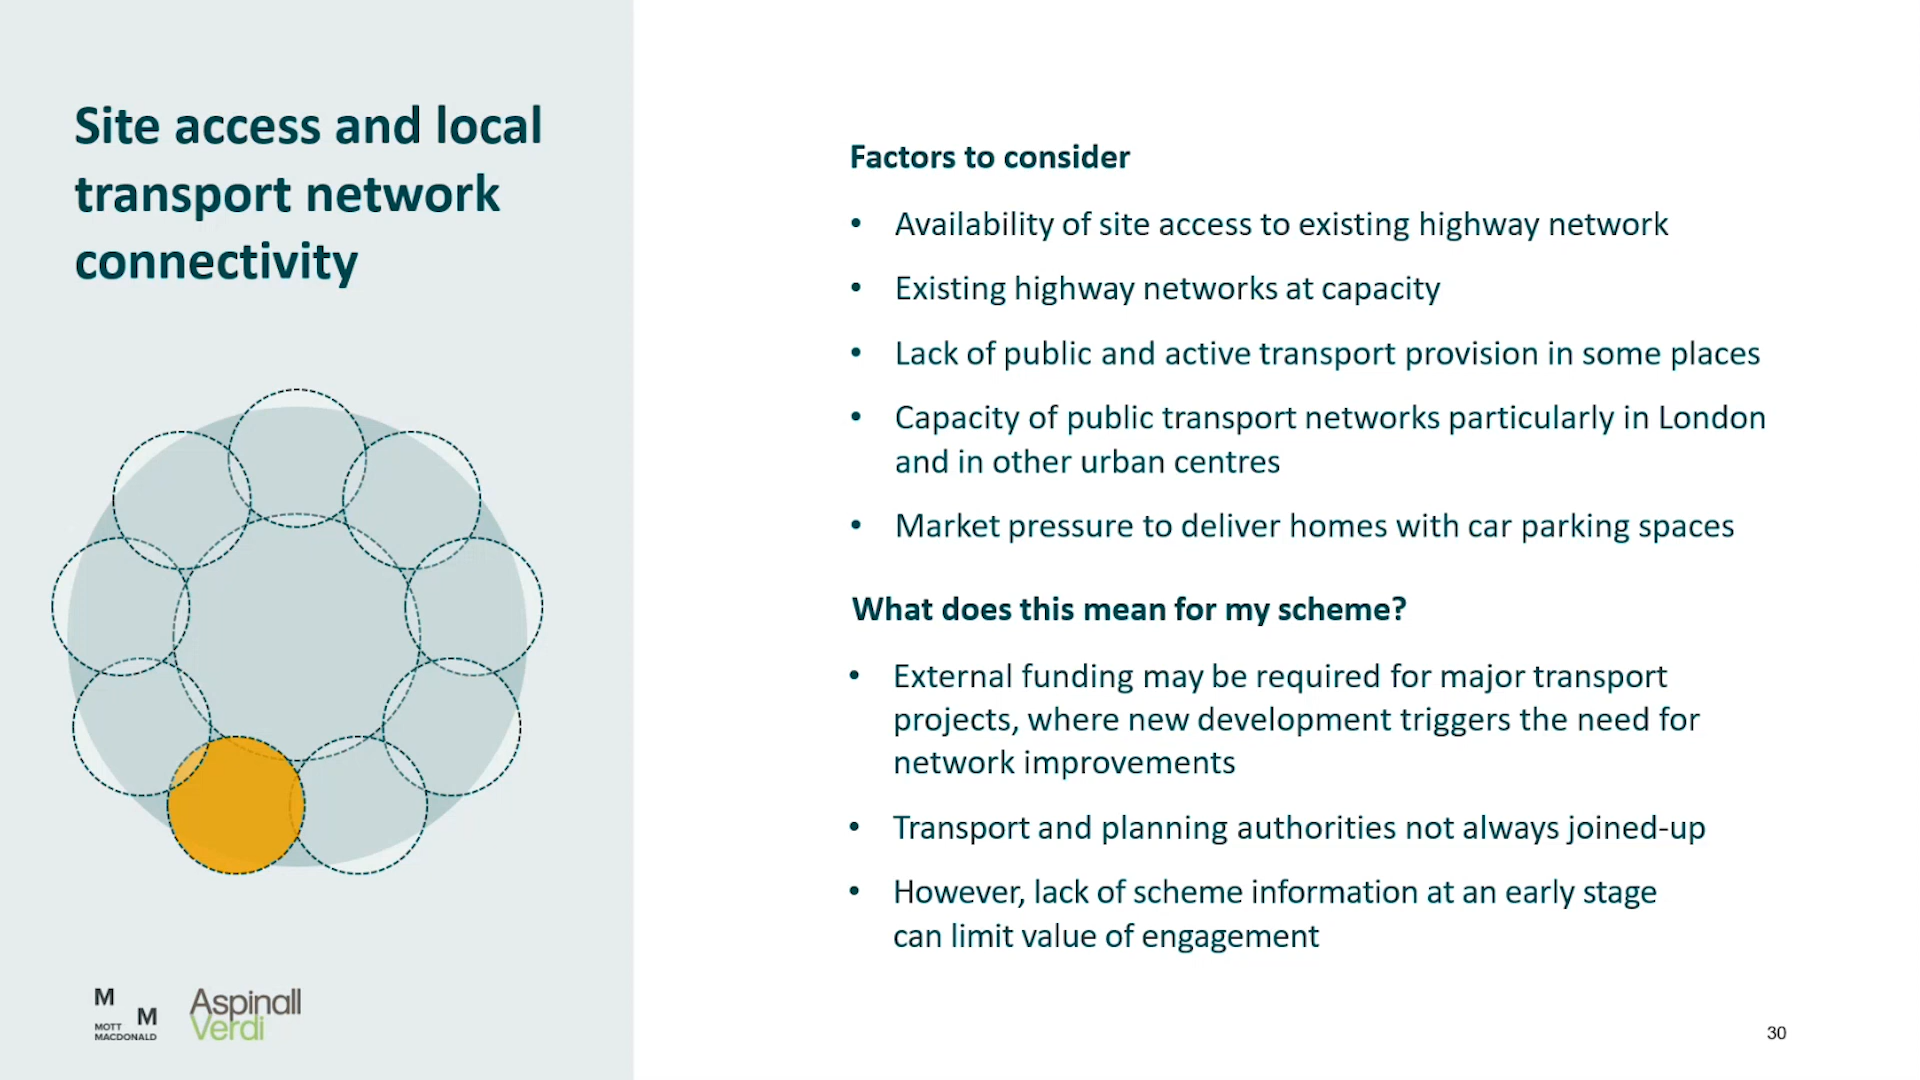 Site access and local
transport network
connectivity
Factors to consider
• Availability of site access to existing highway network
• Existing highway networks at capacity
• Lack of public and active transport provision in some places
• Capacity of public transport networks particularly in London
and in other urban centres
• Market pressure to deliver homes with car parking spaces
What does this mean for my scheme?
• External funding may be required for major transport
projects, where new development triggers the need for
network improvements
• Transport and planning authorities not always joined-up
• However, lack of scheme information at an early stage
can limit value of engagement
M
M
MOTT
MACDONALD
Aspinall
Verdi
30